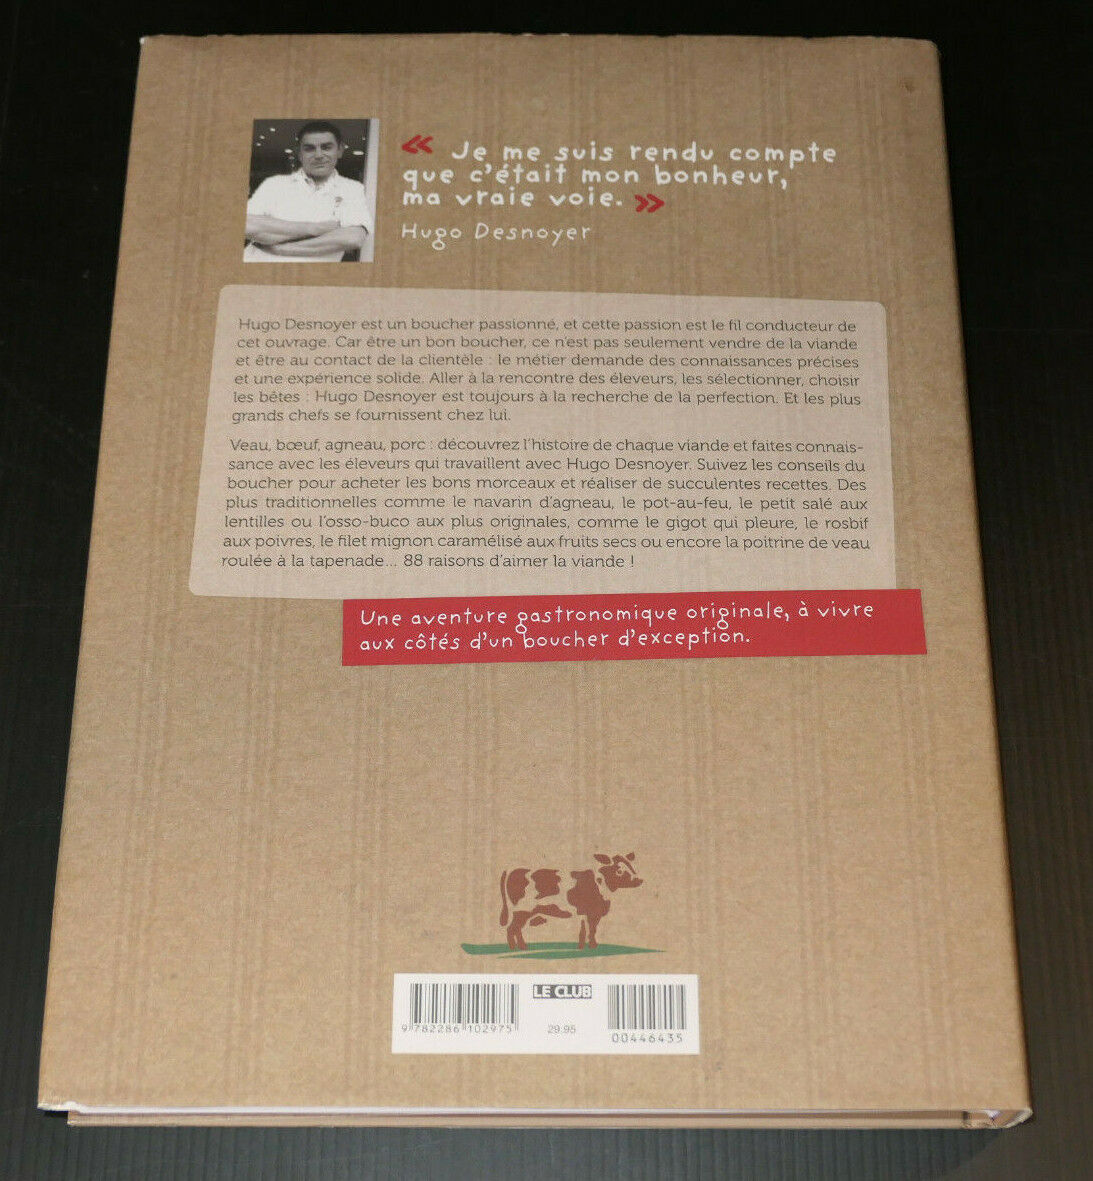 « Je me suis rendu compte
que c'était mon bonheur,
ma vraie voie. »
Hugo Desnoyer
Hugo Desnoyer est un boucher passionné, et cette passion est le fil conducteur de
cet ouvrage. Car être un bon boucher, ce n'est pas seulement vendre de la viande
et être au contact de la clientèle : le métier demande des connaissances précises
et une expérience solide. Aller à la rencontre des éleveurs, les sélectionner, choisir
les bêtes : Hugo Desnoyer est toujours à la recherche de la perfection. Et les plus
grands chefs se fournissent chez lui.
Veau, bœuf, agneau, porc : découvrez l'histoire de chaque viande et faites connais-
sance avec les éleveurs qui travaillent avec Hugo Desnoyer. Suivez les conseils du
boucher pour acheter les bons morceaux et réaliser de succulentes recettes. Des
plus traditionnelles comme le navarin d'agneau, le pot-au-feu, le petit salé aux
lentilles ou l'osso-buco aux plus originales, comme le gigot qui pleure, le rosbif
aux poivres, le filet mignon caramélisé aux fruits secs ou encore la poitrine de veau
roulée à la tapenade... 88 raisons d'aimer la viande !
Une aventure gastronomique originale, à vivre
aux côtés d'un boucher d'exception.
LE CLUB
9 782286 102975
29.95
00446435